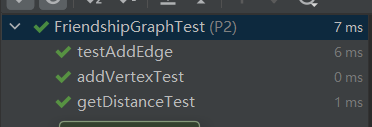 FriendshipGraphTest (P2) 7 ms
testAddEdge 6 ms
addVertexTest 0 ms
getDistanceTest 1 ms